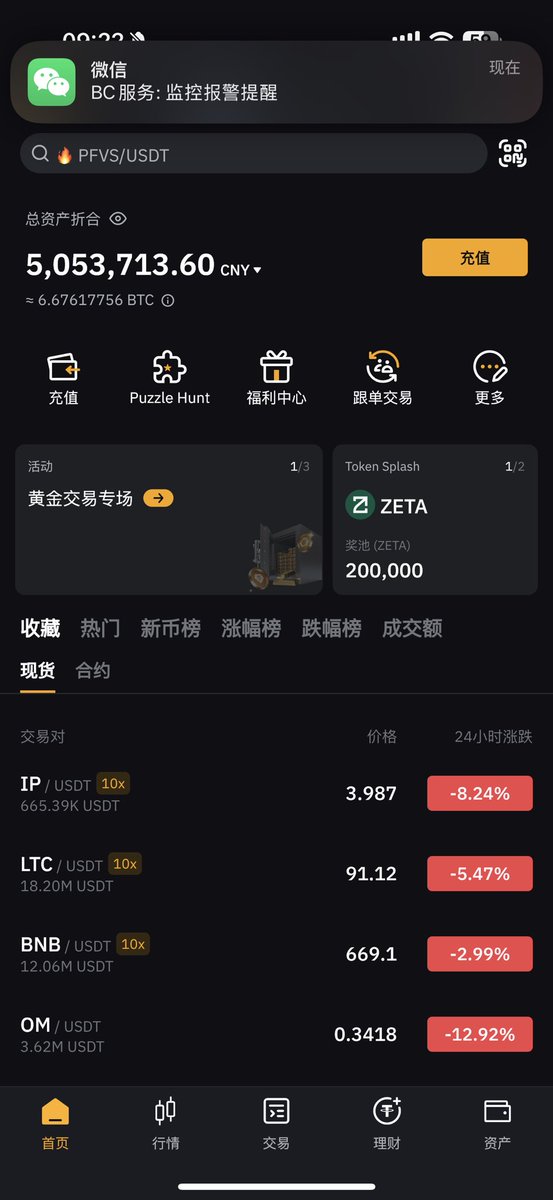 09:22
微信
现在
BC服务: 监控报警提醒
PFVS/USDT
总资产折合
5,053,713.60 CNY
充值
≈ 6.67617756 BTC
充值
Puzzle Hunt
福利中心
跟单交易
更多
活动
1/3
黄金交易专场
Token Splash
1/2
ZETA
奖池 (ZETA)
200,000
收藏 热门 新币榜 涨幅榜 跌幅榜 成交额
现货 合约
交易对 价格 24小时涨跌
IP / USDT 10x
665.39K USDT
3.987
-8.24%
LTC / USDT 10x
18.20M USDT
91.12
-5.47%
BNB / USDT 10x
12.06M USDT
669.1
-2.99%
OM / USDT
3.62M USDT
0.3418
-12.92%
首页 行情 交易 理财 资产